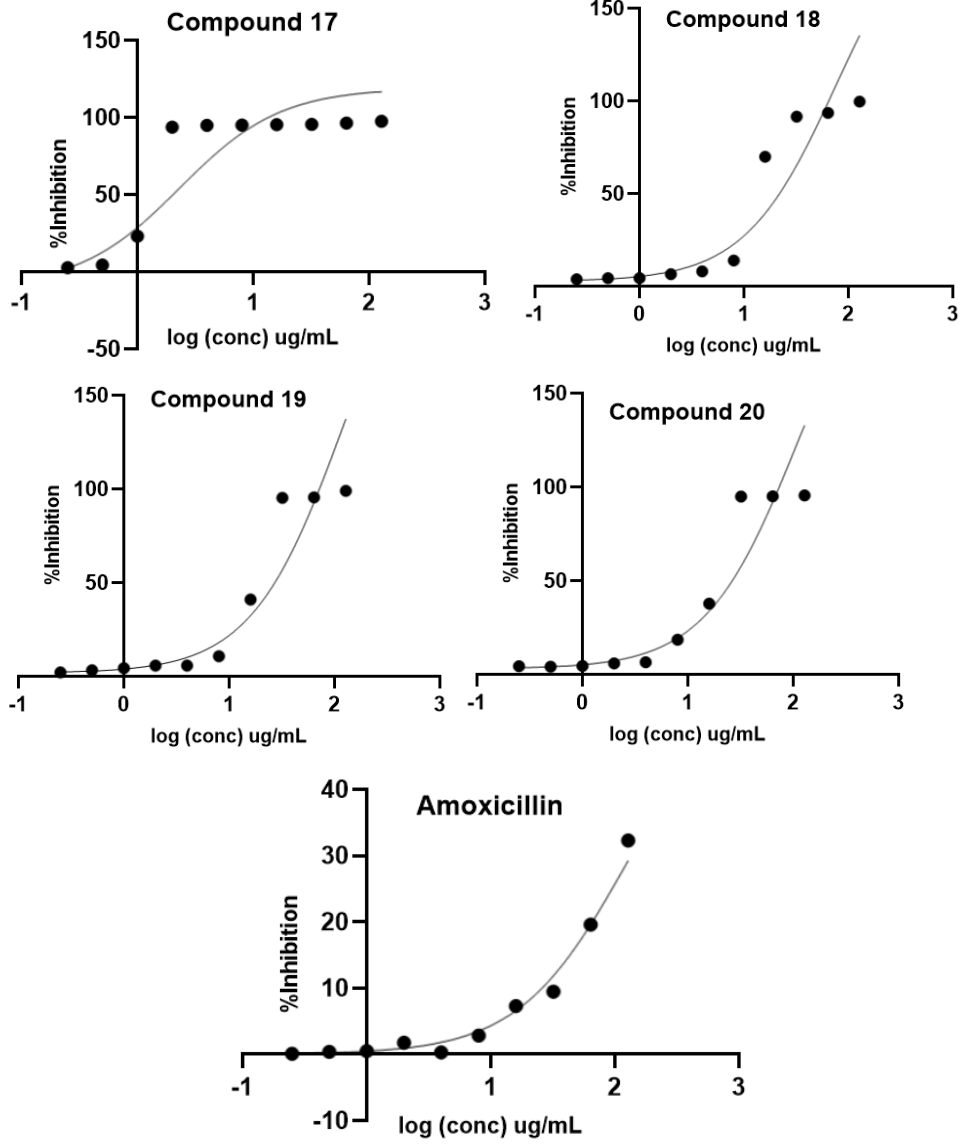 Compound 17
150
100
50
-50
-1
1
2
3
%Inhibition
log (conc) ug/mL
Compound 18
150
100
50
-1
0
1
2
3
%Inhibition
log (conc) ug/mL
Compound 19
150
100
50
-1
0
1
2
3
%Inhibition
log (conc) ug/mL
Compound 20
150
100
50
-1
0
1
2
3
%Inhibition
log (conc) ug/mL
Amoxicillin
40
30
20
10
-10
-1
1
2
3
%Inhibition
log (conc) ug/mL